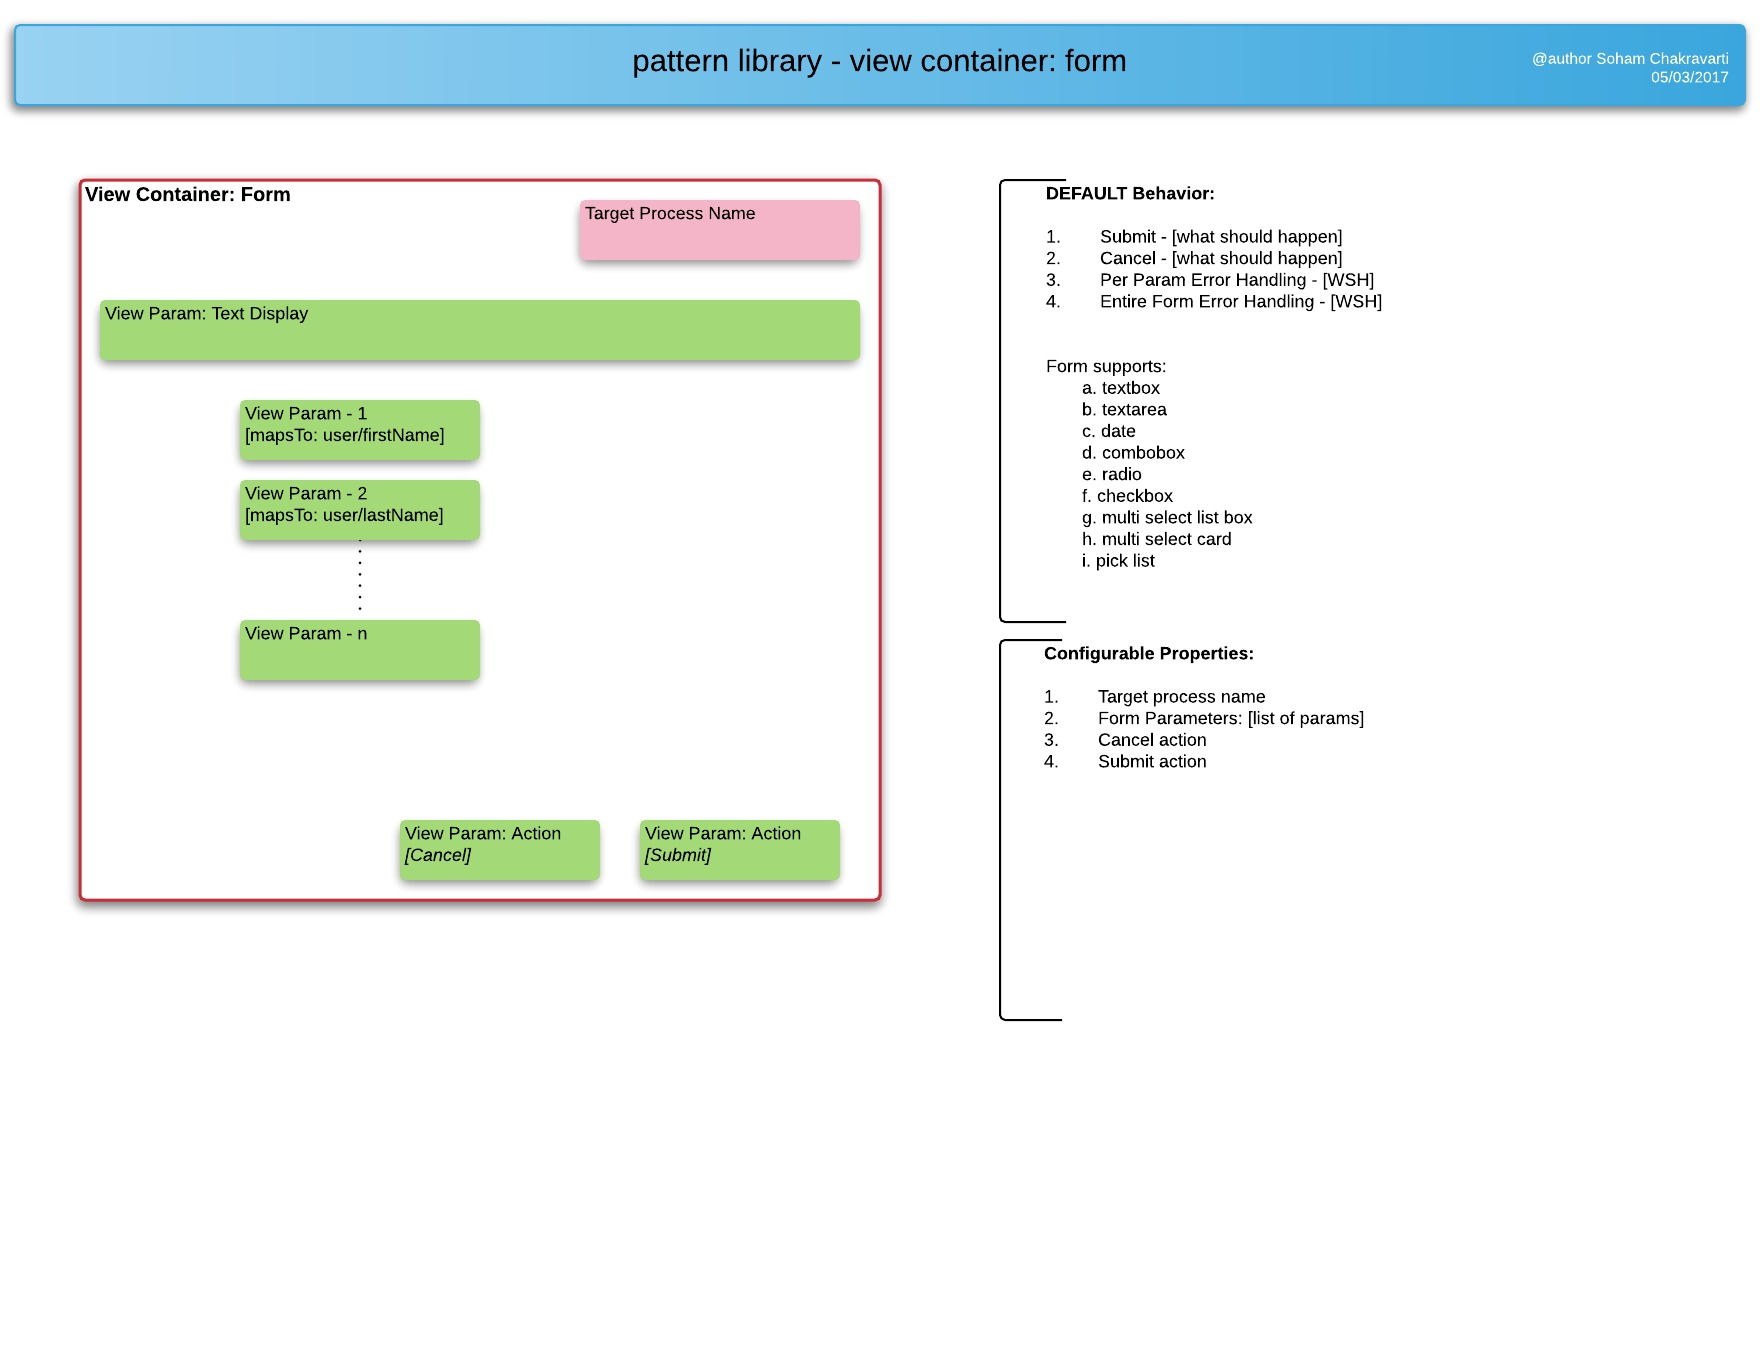 pattern library - view container: form
@author Soham Chakravarti
05/03/2017
View Container: Form
Target Process Name
View Param: Text Display
View Param - 1
[mapsTo: user/firstName]
View Param - 2
[mapsTo: user/lastName]
View Param - n
View Param: Action
[Cancel]
View Param: Action
[Submit]
DEFAULT Behavior:
1. Submit - [what should happen]
2. Cancel - [what should happen]
3. Per Param Error Handling - [WSH]
4. Entire Form Error Handling - [WSH]
Form supports:
a. textbox
b. textarea
c. date
d. combobox
e. radio
f. checkbox
g. multi select list box
h. multi select card
i. pick list
Configurable Properties:
1. Target process name
2. Form Parameters: [list of params]
3. Cancel action
4. Submit action